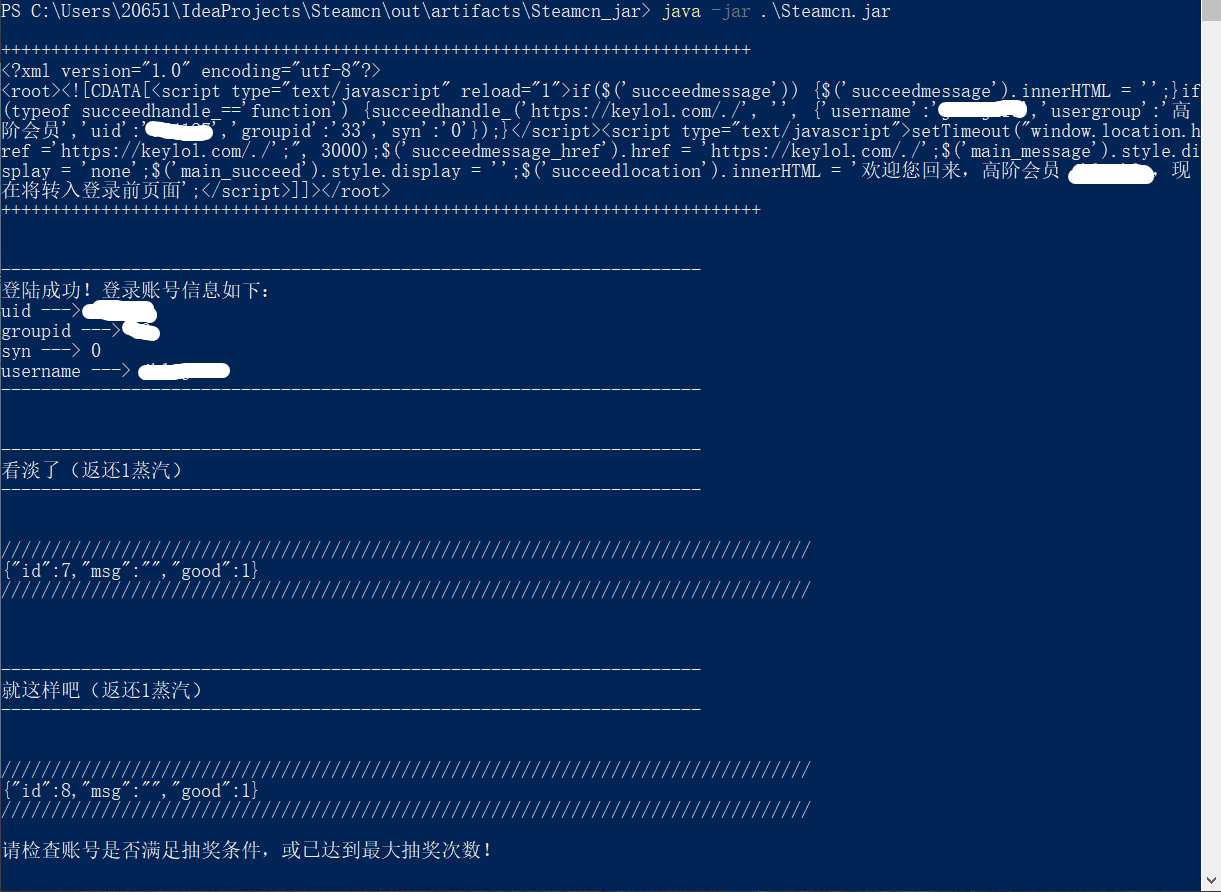 PS C:\Users\20651\IdeaProjects\Steamcn\out\artifacts\Steamcn_jar> java -jar .\Steamcn.jar
+++++++++++++++++++++++++++++++++++++++++++++++++++++++++++++++++++++++++++
<?xml version="1.0" encoding="utf-8"?>
<root><![CDATA[<script type="text/javascript" reload="1">if($('succeedmessage')) {$('succeedmessage').innerHTML = '';}if
(typeof succeedhandle_=='function') {succeedhandle_('https://keylol.com/./', '', {'username':','usergroup':'高
阶会员','uid':'','groupid':'33','syn':'0'});}</script><script type="text/javascript">setTimeout("window.location.h
ref ='https://keylol.com/./';", 3000);$('succeedmessage_href').href = 'https://keylol.com/./';$('main_message').style.di
splay = 'none';$('main_succeed').style.display = '';$('succeedlocation').innerHTML = '欢迎您回来，高阶会员 ，现
在将转入登录前页面';</script>]]></root>
++++++++++++++++++++++++++++++++++++++++++++++++++++++++++++++++++++++++++++
----------------------------------------------------------------------
登陆成功！登录账号信息如下：
uid --->
groupid --->
syn ---> 0
username --->
----------------------------------------------------------------------
----------------------------------------------------------------------
看淡了（返还1蒸汽）
----------------------------------------------------------------------
/////////////////////////////////////////////////////////////////////////////////
{"id":7,"msg":"","good":1}
/////////////////////////////////////////////////////////////////////////////////
----------------------------------------------------------------------
就这样吧（返还1蒸汽）
----------------------------------------------------------------------
/////////////////////////////////////////////////////////////////////////////////
{"id":8,"msg":"","good":1}
/////////////////////////////////////////////////////////////////////////////////
请检查账号是否满足抽奖条件，或已达到最大抽奖次数！